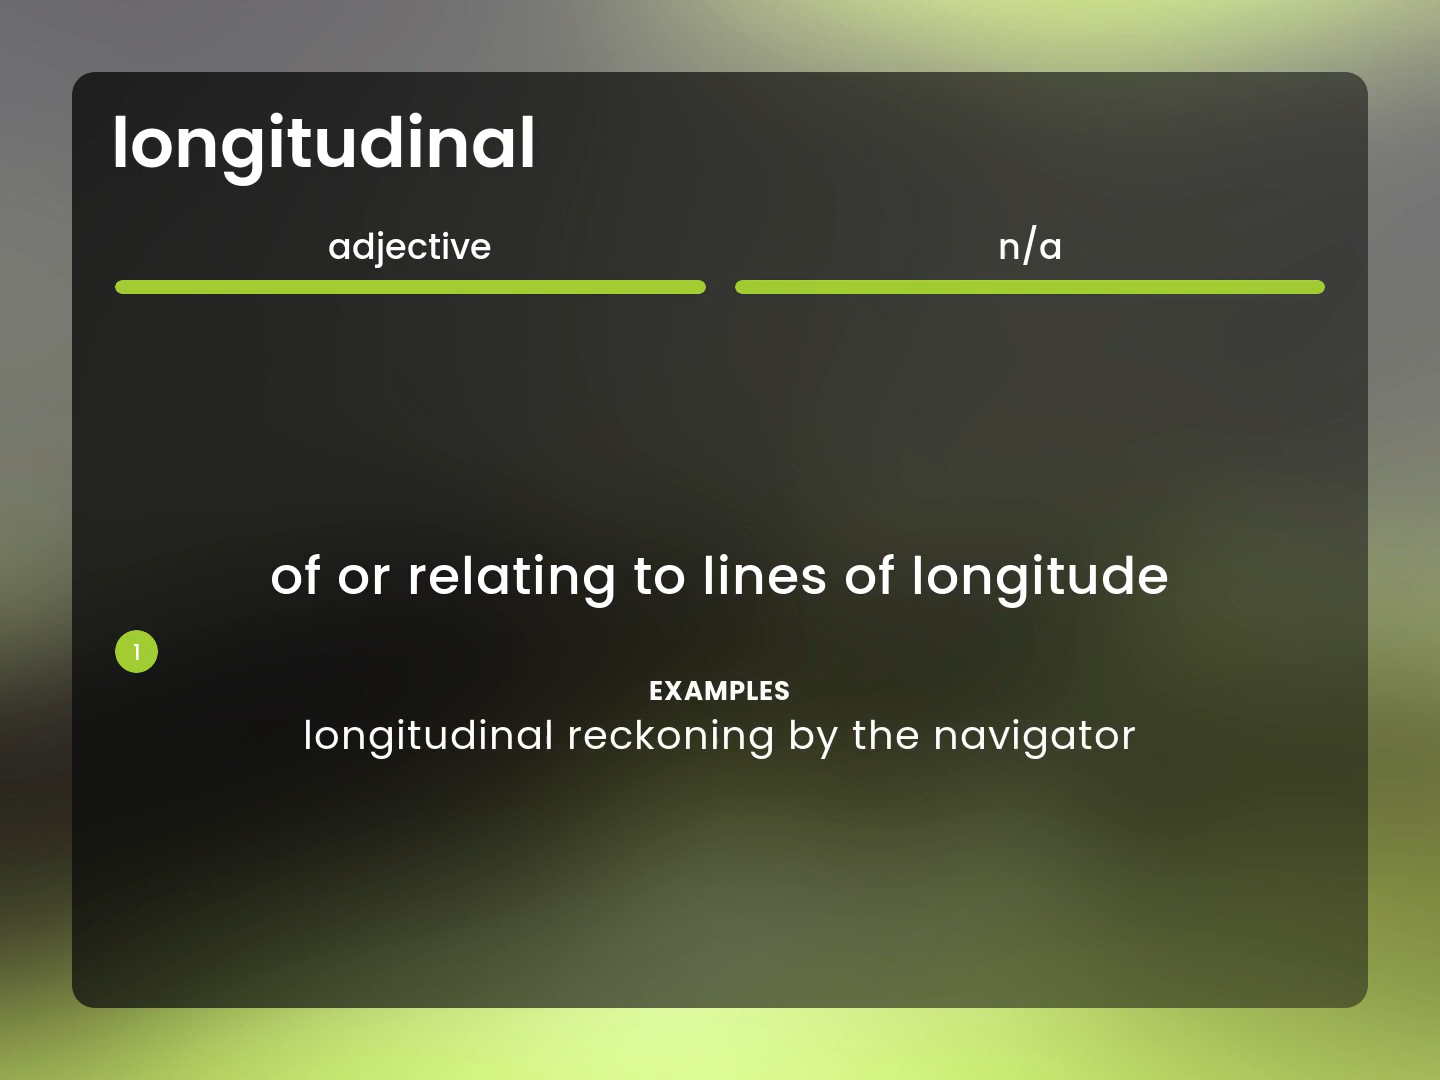 longitudinal
adjective
n/a
of or relating to lines of longitude
1
EXAMPLES
longitudinal reckoning by the navigator